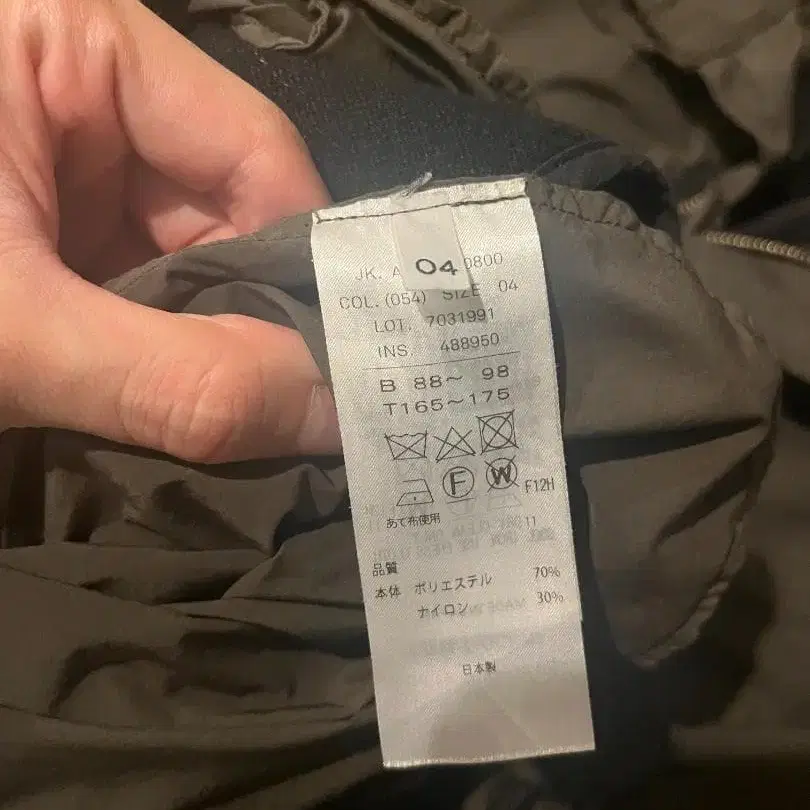 04
JK. A 0800
COL.(054) SIZE 04
LOT. 7031991
INS. 488950
B 88～ 98
T165～175
F W F12H
あて布使用
11
品質
本体 ポリエステル 70%
ナイロン 30%
日本製